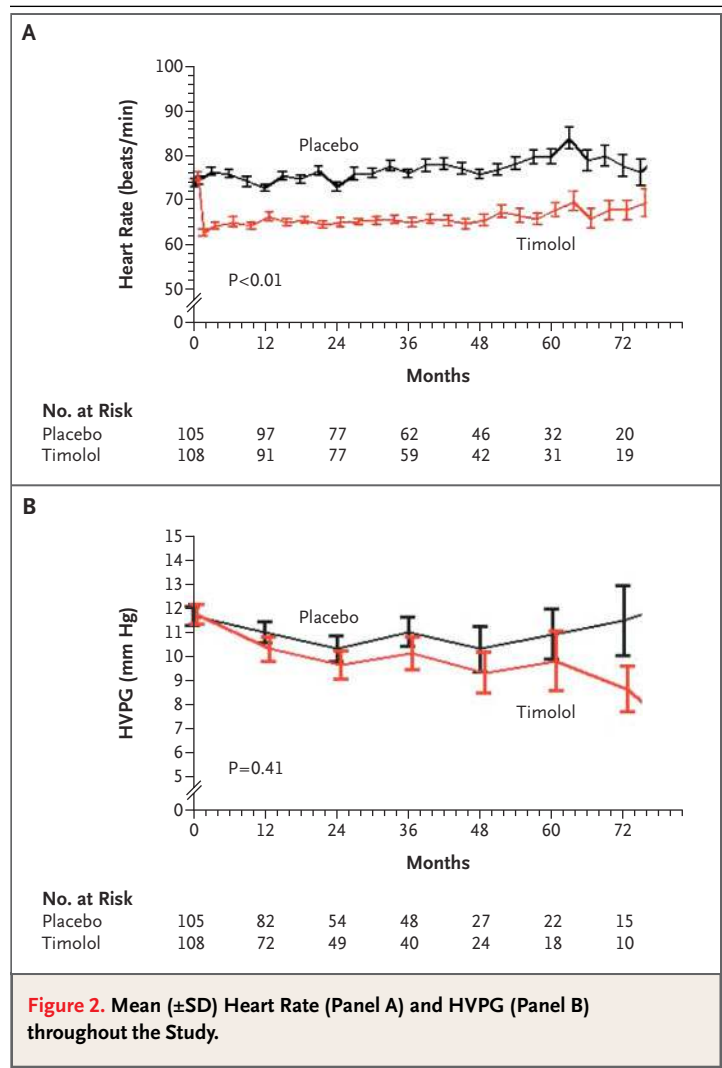 A
100
90
80
70
60
50
0
Heart Rate (beats/min)
Placebo
Timolol
P<0.01
0 12 24 36 48 60 72
Months
No. at Risk
Placebo 105 97 77 62 46 32 20
Timolol 108 91 77 59 42 31 19
B
15
14
13
12
11
10
9
8
7
6
5
0
HVPG (mm Hg)
Placebo
Timolol
P=0.41
0 12 24 36 48 60 72
Months
No. at Risk
Placebo 105 82 54 48 27 22 15
Timolol 108 72 49 40 24 18 10
Figure 2. Mean (±SD) Heart Rate (Panel A) and HVPG (Panel B)
throughout the Study.